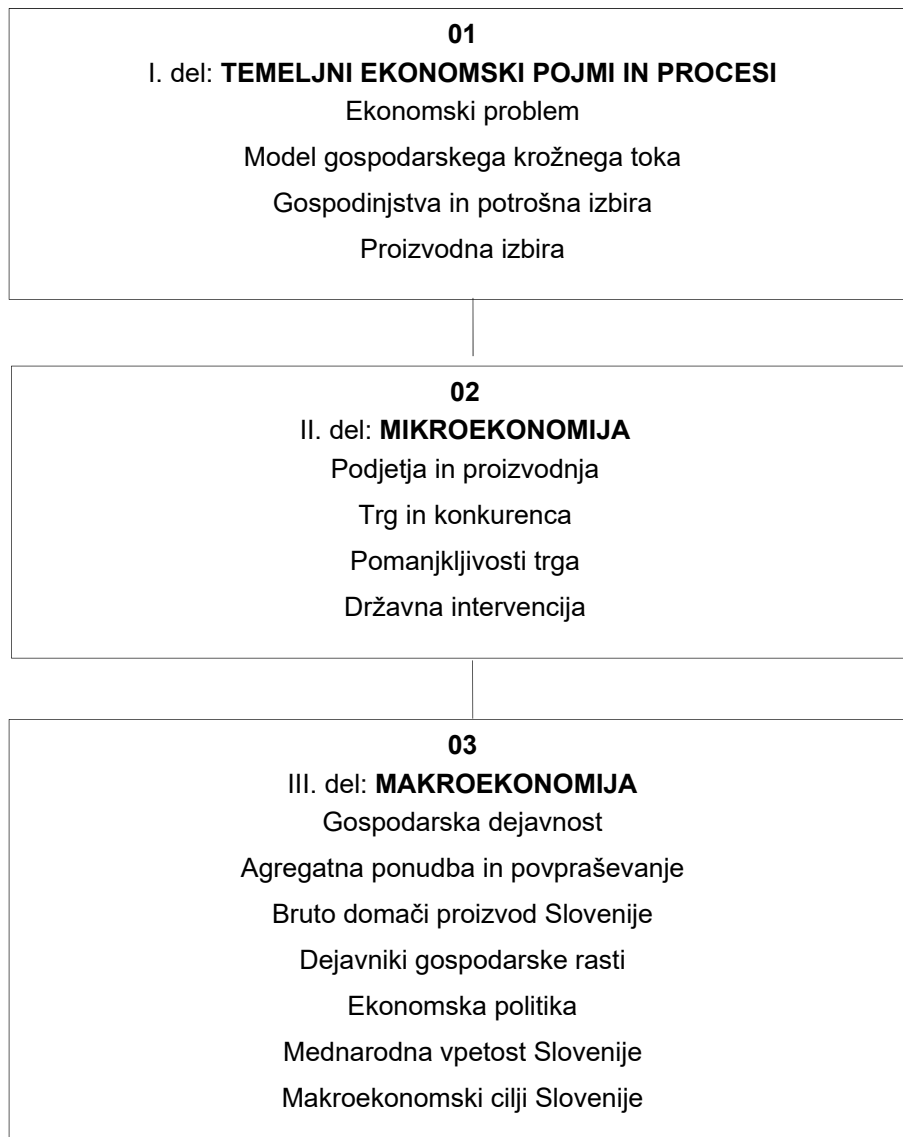 01
I. del: TEMELJNI EKONOMSKI POJMI IN PROCESI
Ekonomski problem
Model gospodarskega krožnega toka
Gospodinjstva in potrošna izbira
Proizvodna izbira
02
II. del: MIKROEKONOMIJA
Podjetja in proizvodnja
Trg in konkurenca
Pomanjkljivosti trga
Državna intervencija
03
III. del: MAKROEKONOMIJA
Gospodarska dejavnost
Agregatna ponudba in povpraševanje
Bruto domači proizvod Slovenije
Dejavniki gospodarske rasti
Ekonomska politika
Mednarodna vpetost Slovenije
Makroekonomski cilji Slovenije